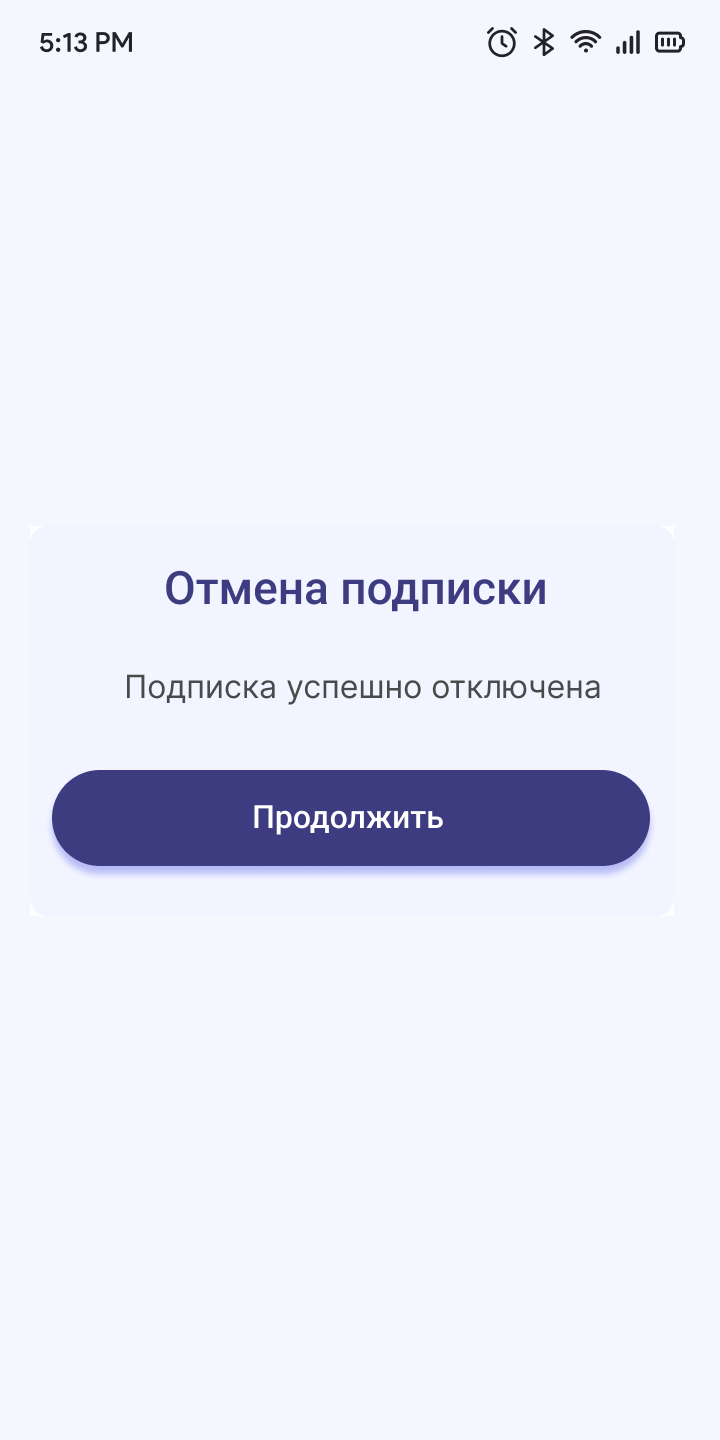 5:13 PM
Отмена подписки
Подписка успешно отключена
Продолжить